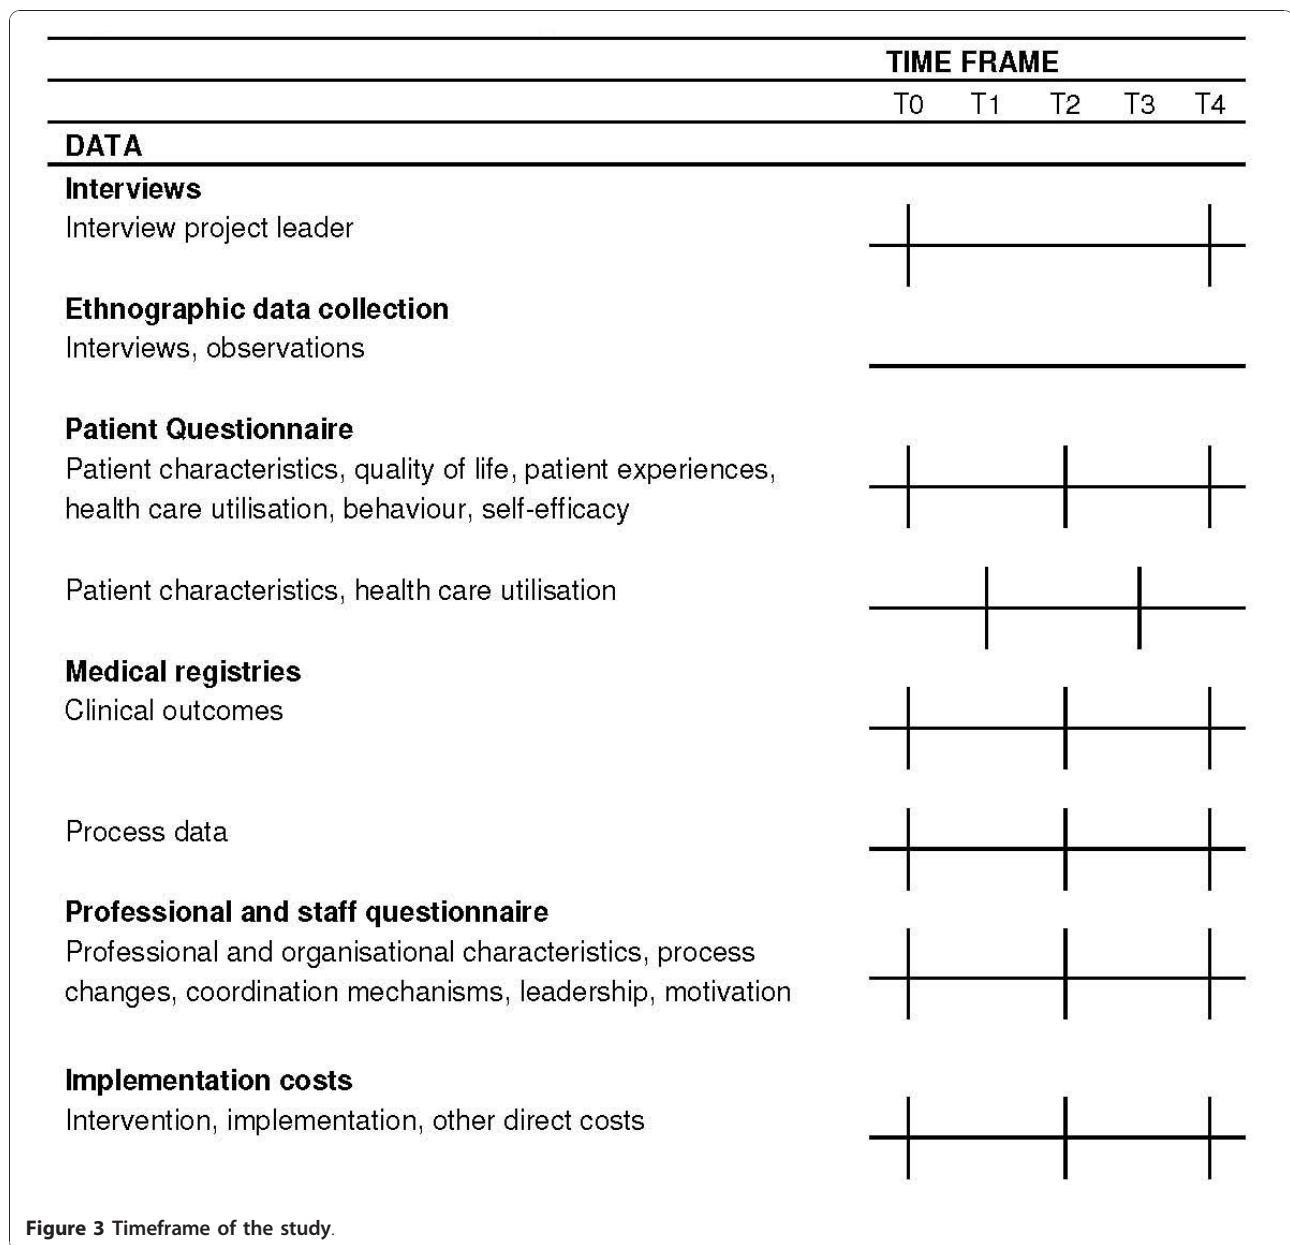 TIME FRAME
T0 T1 T2 T3 T4
DATA
Interviews
Interview project leader
Ethnographic data collection
Interviews, observations
Patient Questionnaire
Patient characteristics, quality of life, patient experiences,
health care utilisation, behaviour, self-efficacy
Patient characteristics, health care utilisation
Medical registries
Clinical outcomes
Process data
Professional and staff questionnaire
Professional and organisational characteristics, process
changes, coordination mechanisms, leadership, motivation
Implementation costs
Intervention, implementation, other direct costs
Figure 3 Timeframe of the study.